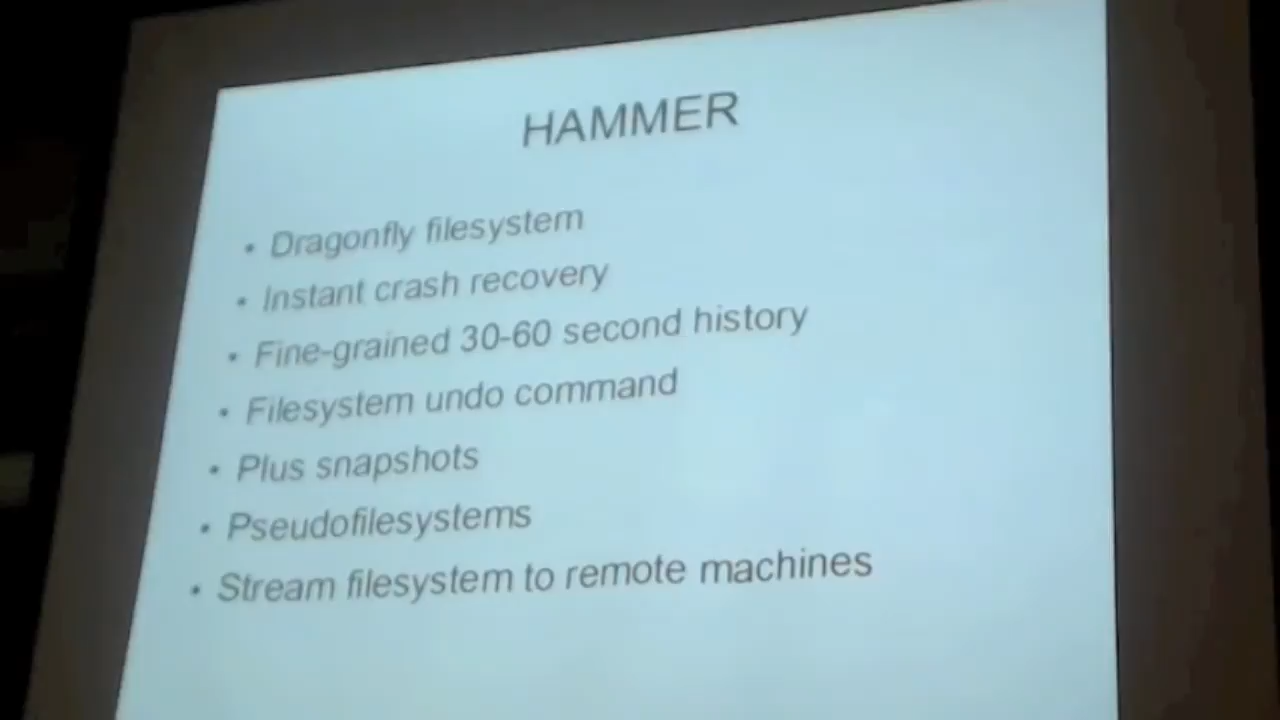 HAMMER
• Dragonfly filesystem
• Instant crash recovery
• Fine-grained 30-60 second history
• Filesystem undo command
• Plus snapshots
• Pseudofilesystems
• Stream filesystem to remote machines